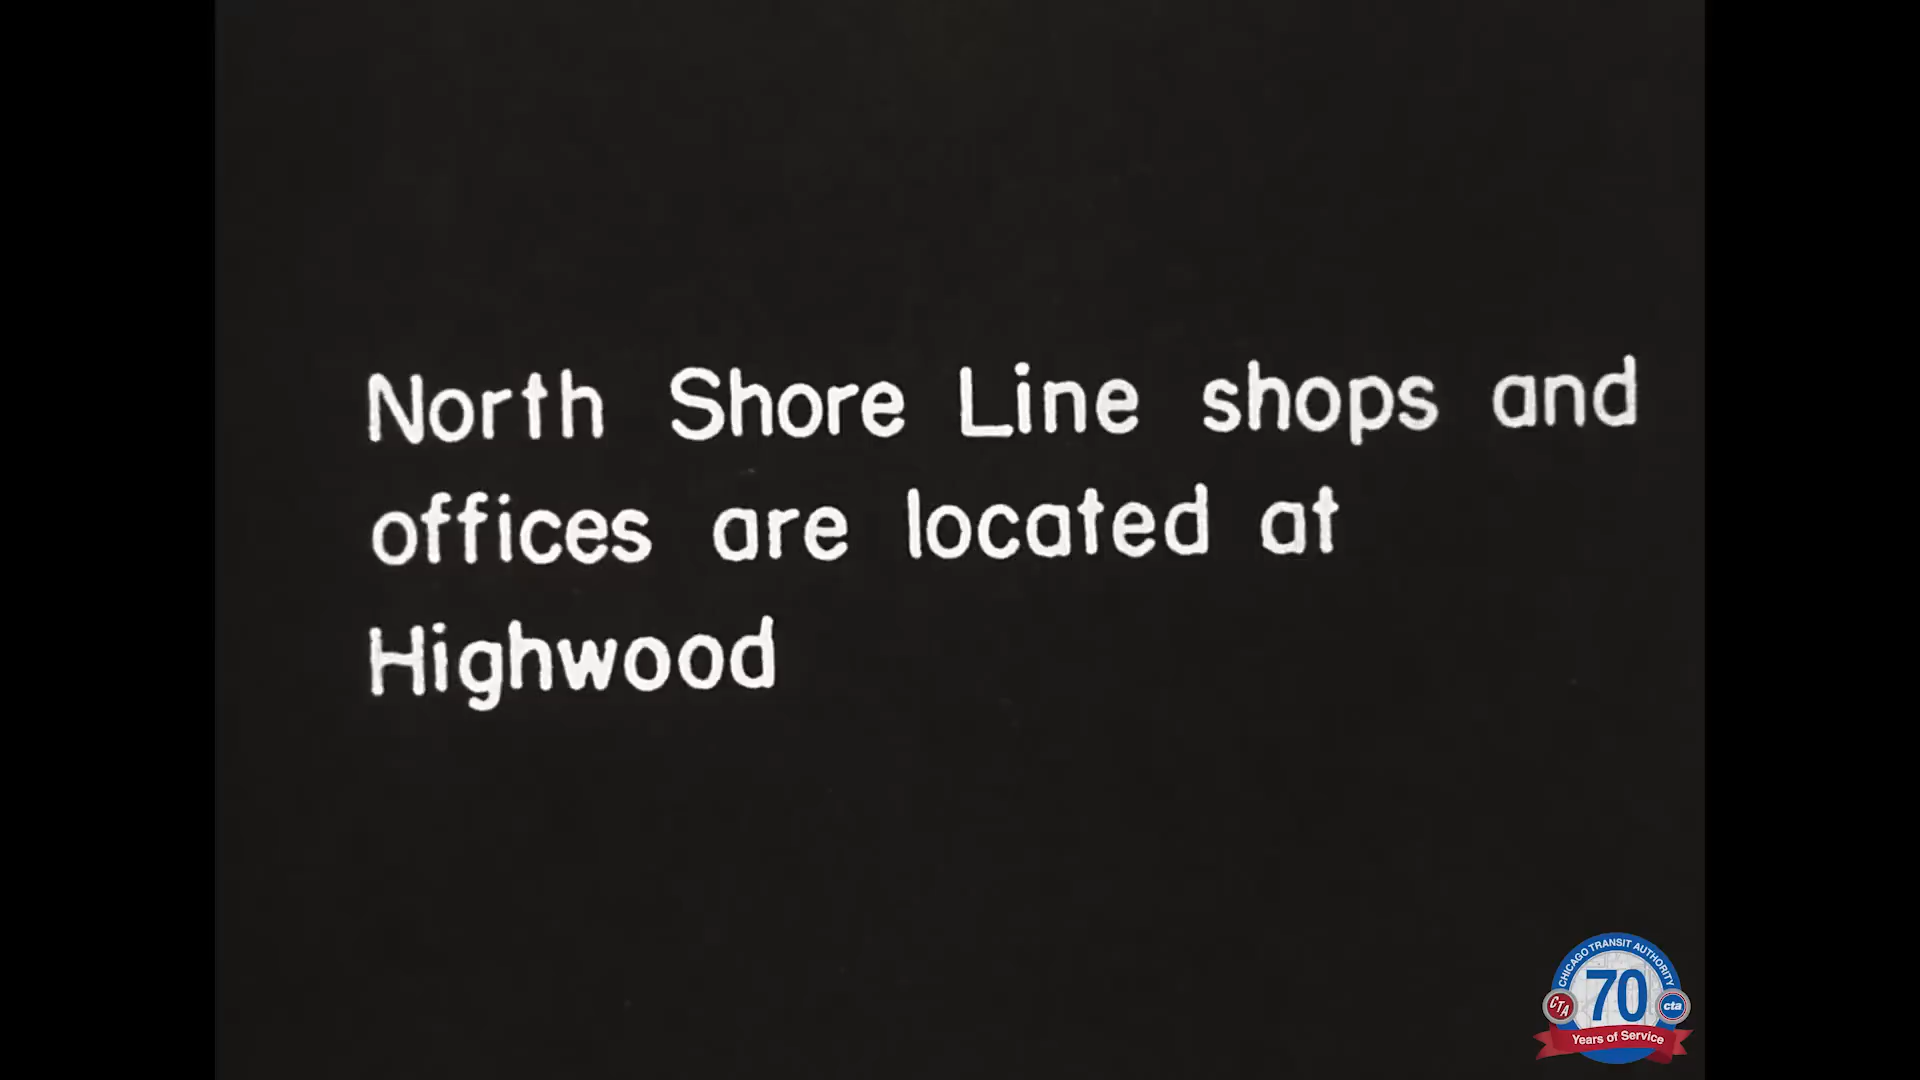 North Shore Line shops and
offices are located at
Highwood
CHICAGO TRANSIT AUTHORITY
CTA
70
cta
Years of Service